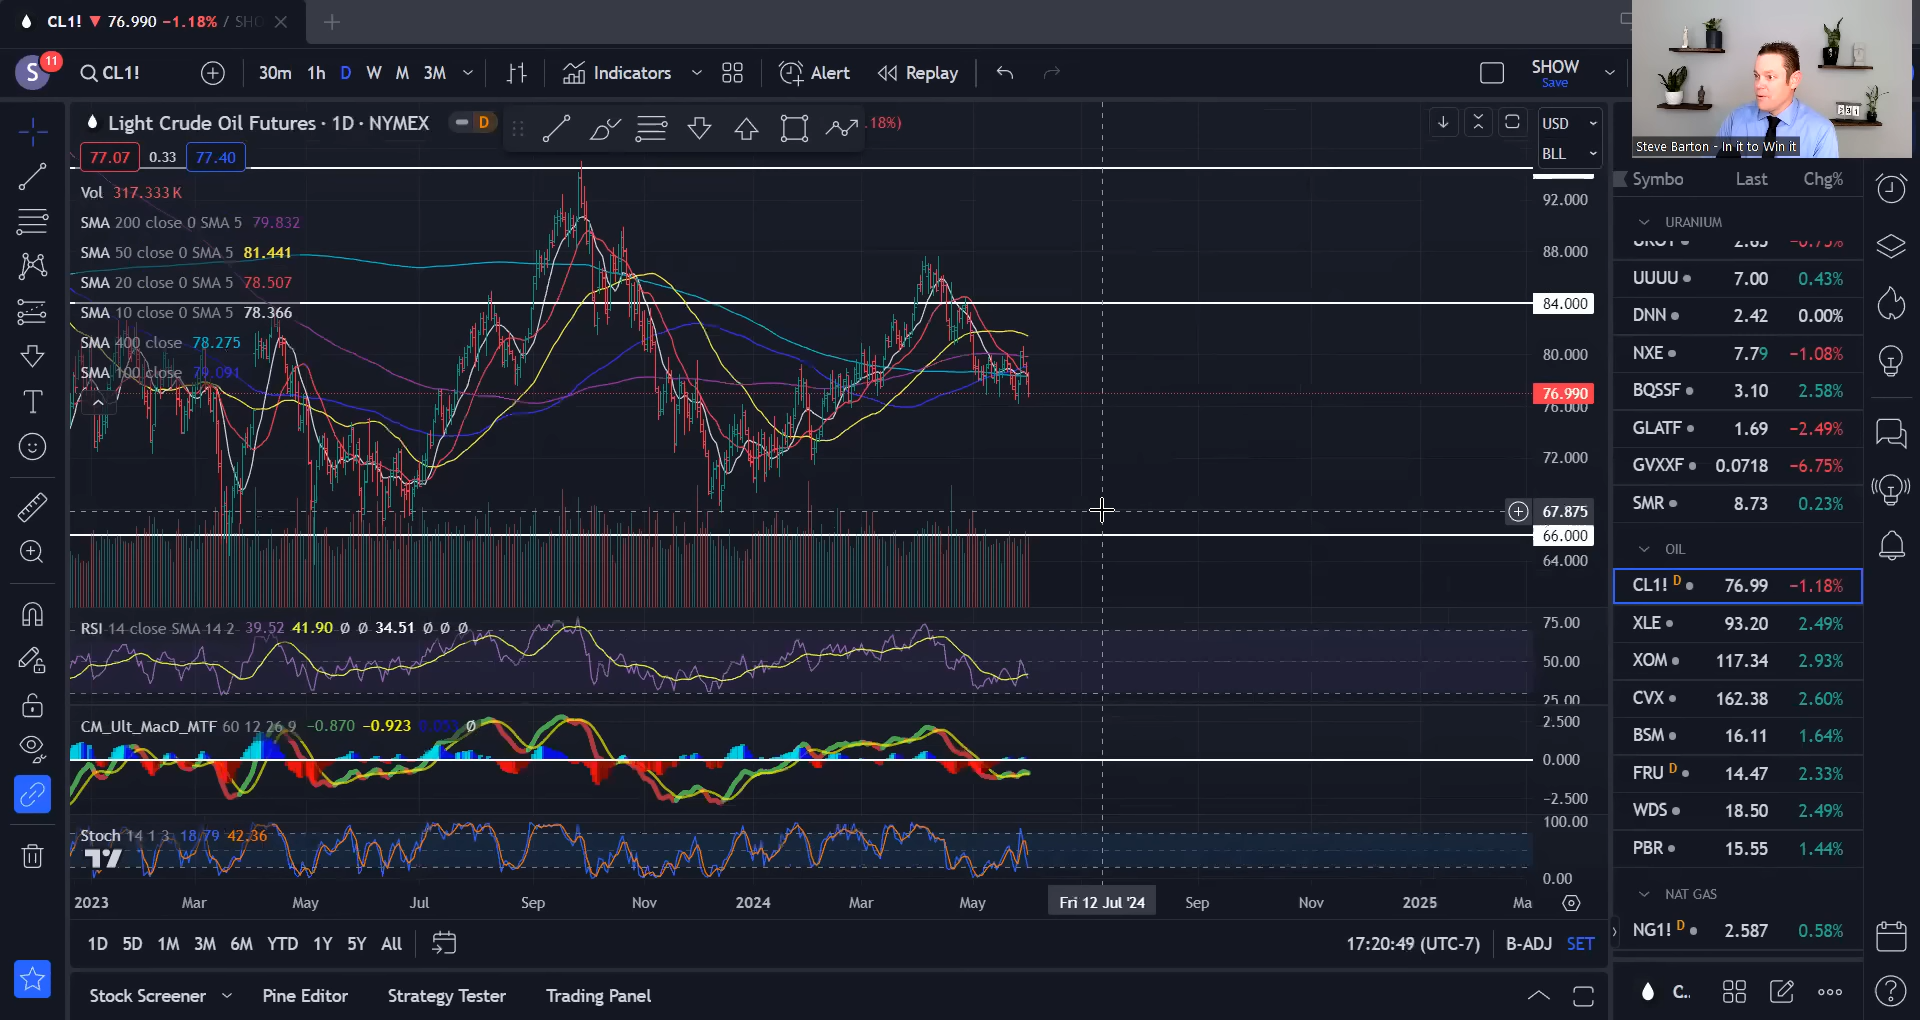 CL1! ▼ 76.990 −1.18% / SHO
S 11 CL1! 30m 1h D W M 3M Indicators Alert Replay SHOW Save
Steve Barton - In it to Win it
Light Crude Oil Futures · 1D · NYMEX D .18%)
USD
BLL
77.07 0.33 77.40
Vol 317.333K
SMA 200 close 0 SMA 5 79.832
SMA 50 close 0 SMA 5 81.441
SMA 20 close 0 SMA 5 78.507
SMA 10 close 0 SMA 5 78.366
SMA 400 close 78.275
SMA 100 close 79.091
92.000
88.000
84.000
80.000
76.990
76.000
72.000
67.875
66.000
64.000
RSI 14 close SMA 14 2 39.52 41.90 Ø Ø 34.51 Ø Ø Ø
75.00
50.00
25.00
CM_Ult_MacD_MTF 60 12 26 9 −0.870 −0.923 Ø
2.500
0.000
−2.500
Stoch 14 1 3 18.79 42.36
100.00
0.00
2023 Mar May Jul Sep Nov 2024 Mar May Fri 12 Jul '24 Sep Nov 2025 Ma
1D 5D 1M 3M 6M YTD 1Y 5Y All 17:20:49 (UTC-7) B-ADJ SET
Stock Screener Pine Editor Strategy Tester Trading Panel
Symbo Last Chg%
URANIUM
UUUU 7.00 0.43%
DNN 2.42 0.00%
NXE 7.79 −1.08%
BQSSF 3.10 2.58%
GLATF 1.69 −2.49%
GVXXF 0.0718 −6.75%
SMR 8.73 0.23%
OIL
CL1! D 76.99 −1.18%
XLE 93.20 2.49%
XOM 117.34 2.93%
CVX 162.38 2.60%
BSM 16.11 1.64%
FRU D 14.47 2.33%
WDS 18.50 2.49%
PBR 15.55 1.44%
NAT GAS
NG1! D 2.587 0.58%
C..